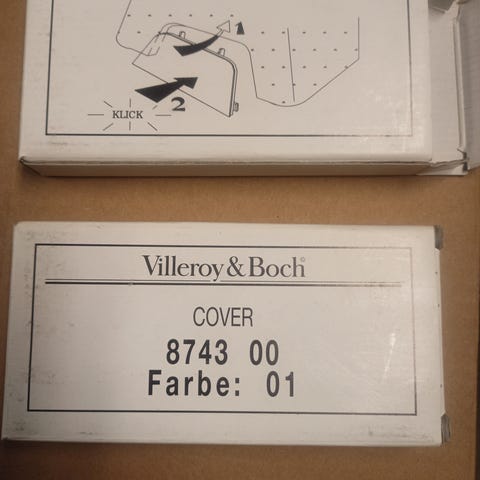 1
KLICK
2
Villeroy & Boch®
COVER
8743 00
Farbe: 01